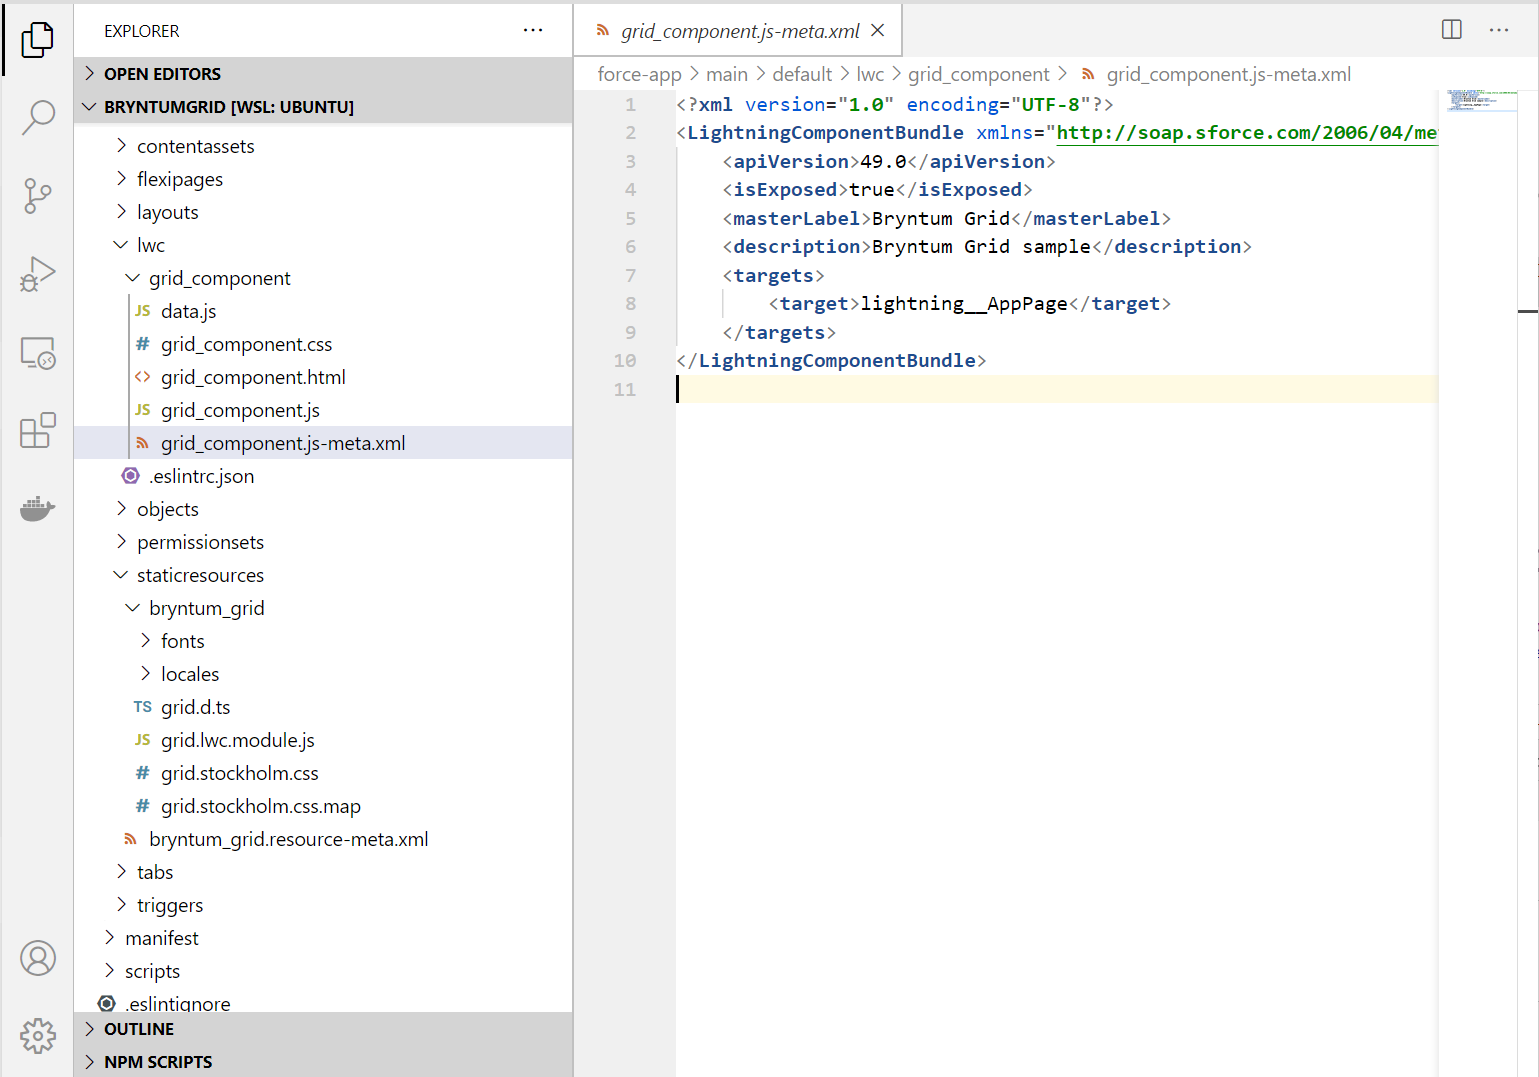 EXPLORER
OPEN EDITORS
BRYNTUMGRID [WSL: UBUNTU]
contentassets
flexipages
layouts
lwc
grid_component
JS data.js
# grid_component.css
<> grid_component.html
JS grid_component.js
grid_component.js-meta.xml
.eslintrc.json
objects
permissionsets
staticresources
bryntum_grid
fonts
locales
TS grid.d.ts
JS grid.lwc.module.js
# grid.stockholm.css
# grid.stockholm.css.map
bryntum_grid.resource-meta.xml
tabs
triggers
manifest
scripts
.eslintignore
OUTLINE
NPM SCRIPTS
grid_component.js-meta.xml
force-app > main > default > lwc > grid_component > grid_component.js-meta.xml
1 <?xml version="1.0" encoding="UTF-8"?>
2 <LightningComponentBundle xmlns="http://soap.sforce.com/2006/04/me
3 <apiVersion>49.0</apiVersion>
4 <isExposed>true</isExposed>
5 <masterLabel>Bryntum Grid</masterLabel>
6 <description>Bryntum Grid sample</description>
7 <targets>
8 <target>lightning__AppPage</target>
9 </targets>
10 </LightningComponentBundle>
11